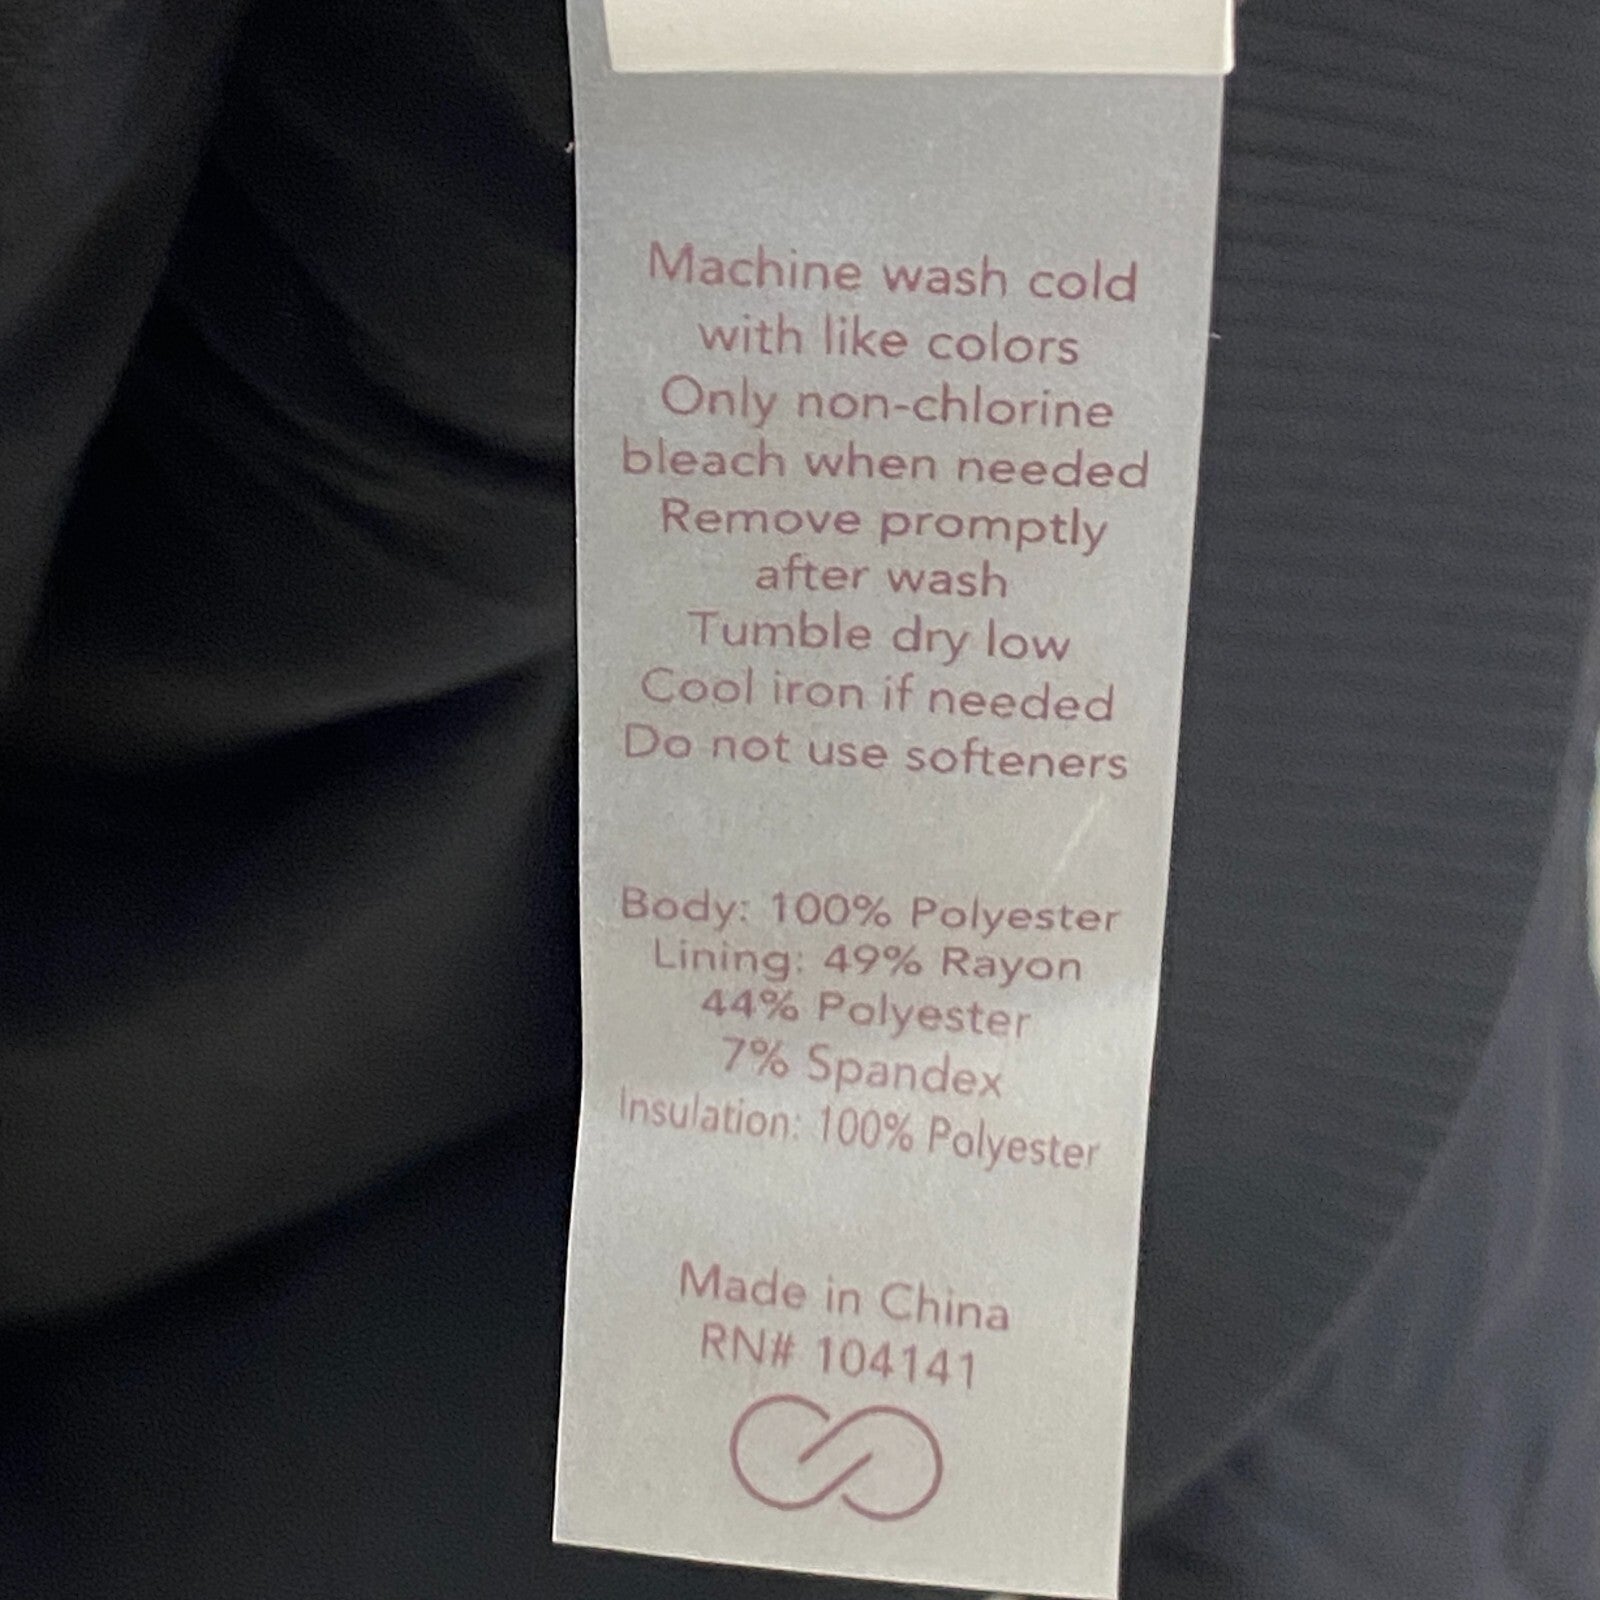 Machine wash cold
with like colors
Only non-chlorine
bleach when needed
Remove promptly
after wash
Tumble dry low
Cool iron if needed
Do not use softeners
Body: 100% Polyester
Lining: 49% Rayon
44% Polyester
7% Spandex
Insulation: 100% Polyester
Made in China
RN# 104141